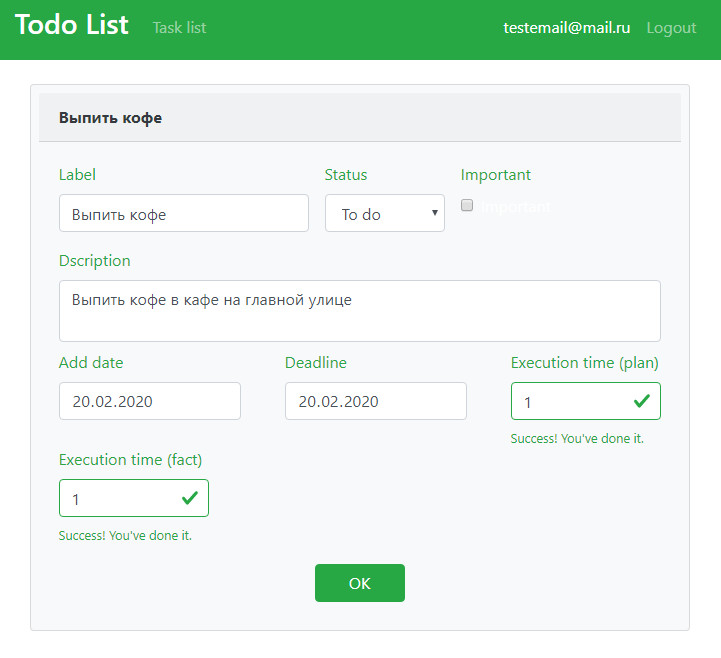 Todo List Task list testemail@mail.ru Logout
Выпить кофе
Label Status Important
Выпить кофе To do Important
Dscription
Выпить кофе в кафе на главной улице
Add date Deadline Execution time (plan)
20.02.2020 20.02.2020 1
Success! You've done it.
Execution time (fact)
1
Success! You've done it.
OK